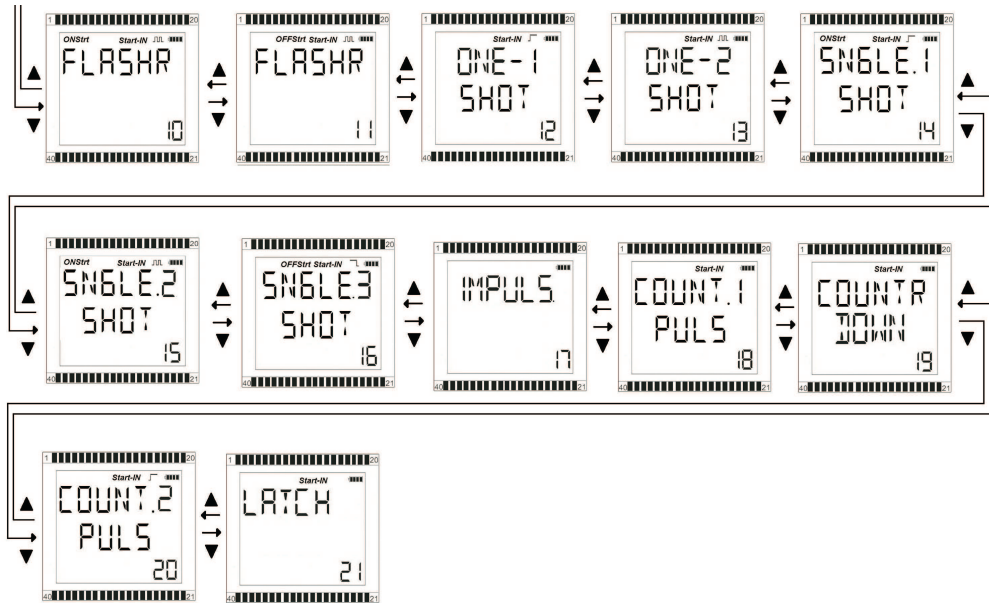 1 20
ONStrt Start-IN
FLASHR
10
40 21
1 20
OFFStrt Start-IN
FLASHR
11
40 21
1 20
Start-IN
ONE-1
SHOT
12
40 21
1 20
Start-IN
ONE-2
SHOT
13
40 21
1 20
ONStrt Start-IN
SNGLE.1
SHOT
14
40 21
1 20
ONStrt Start-IN
SNGLE.2
SHOT
15
40 21
1 20
OFFStrt Start-IN
SNGLE.3
SHOT
16
40 21
1 20
IMPULS.
17
40 21
1 20
Start-IN
COUNT.1
PULS
18
40 21
1 20
Start-IN
COUNTR
DOWN
19
40 21
1 20
Start-IN
COUNT.2
PULS
20
40 21
1 20
Start-IN
LATCH
21
40 21